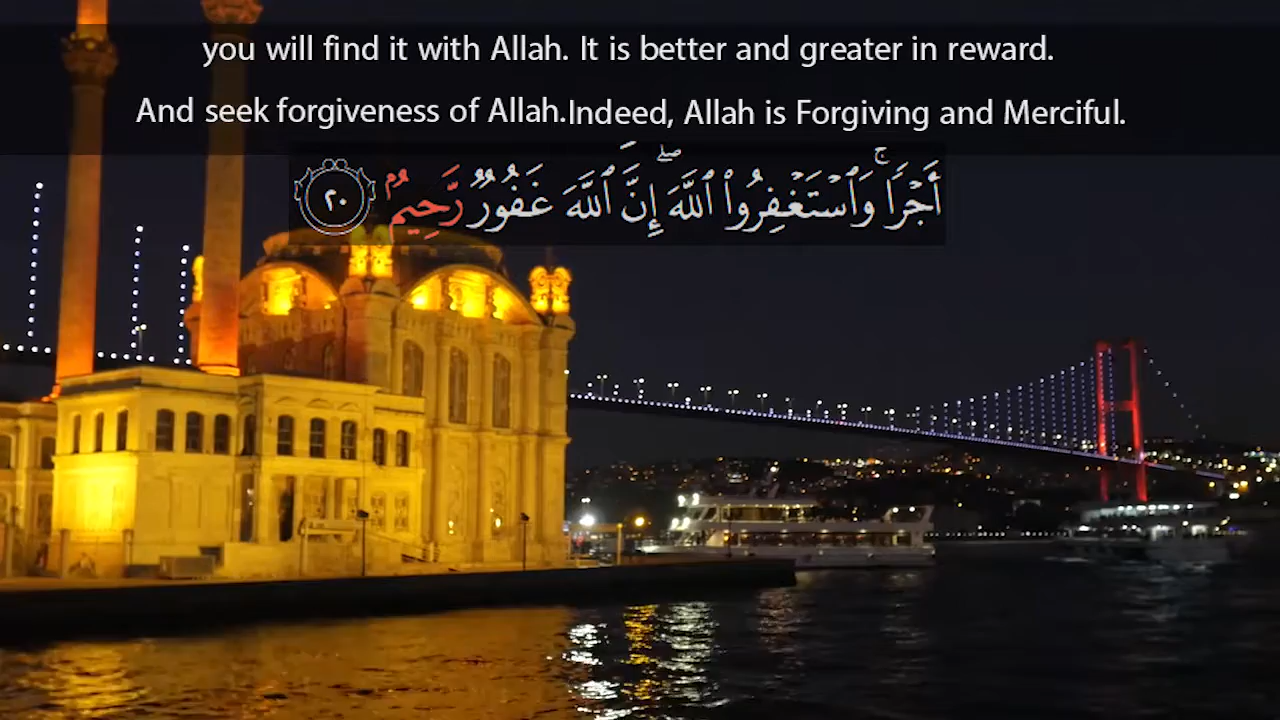 you will find it with Allah. It is better and greater in reward.
And seek forgiveness of Allah.Indeed, Allah is Forgiving and Merciful.
أَجْرًا ۚ وَٱسْتَغْفِرُوا۟ ٱللَّهَ ۖ إِنَّ ٱللَّهَ غَفُورٌ رَّحِيمٌۢ ٢٠